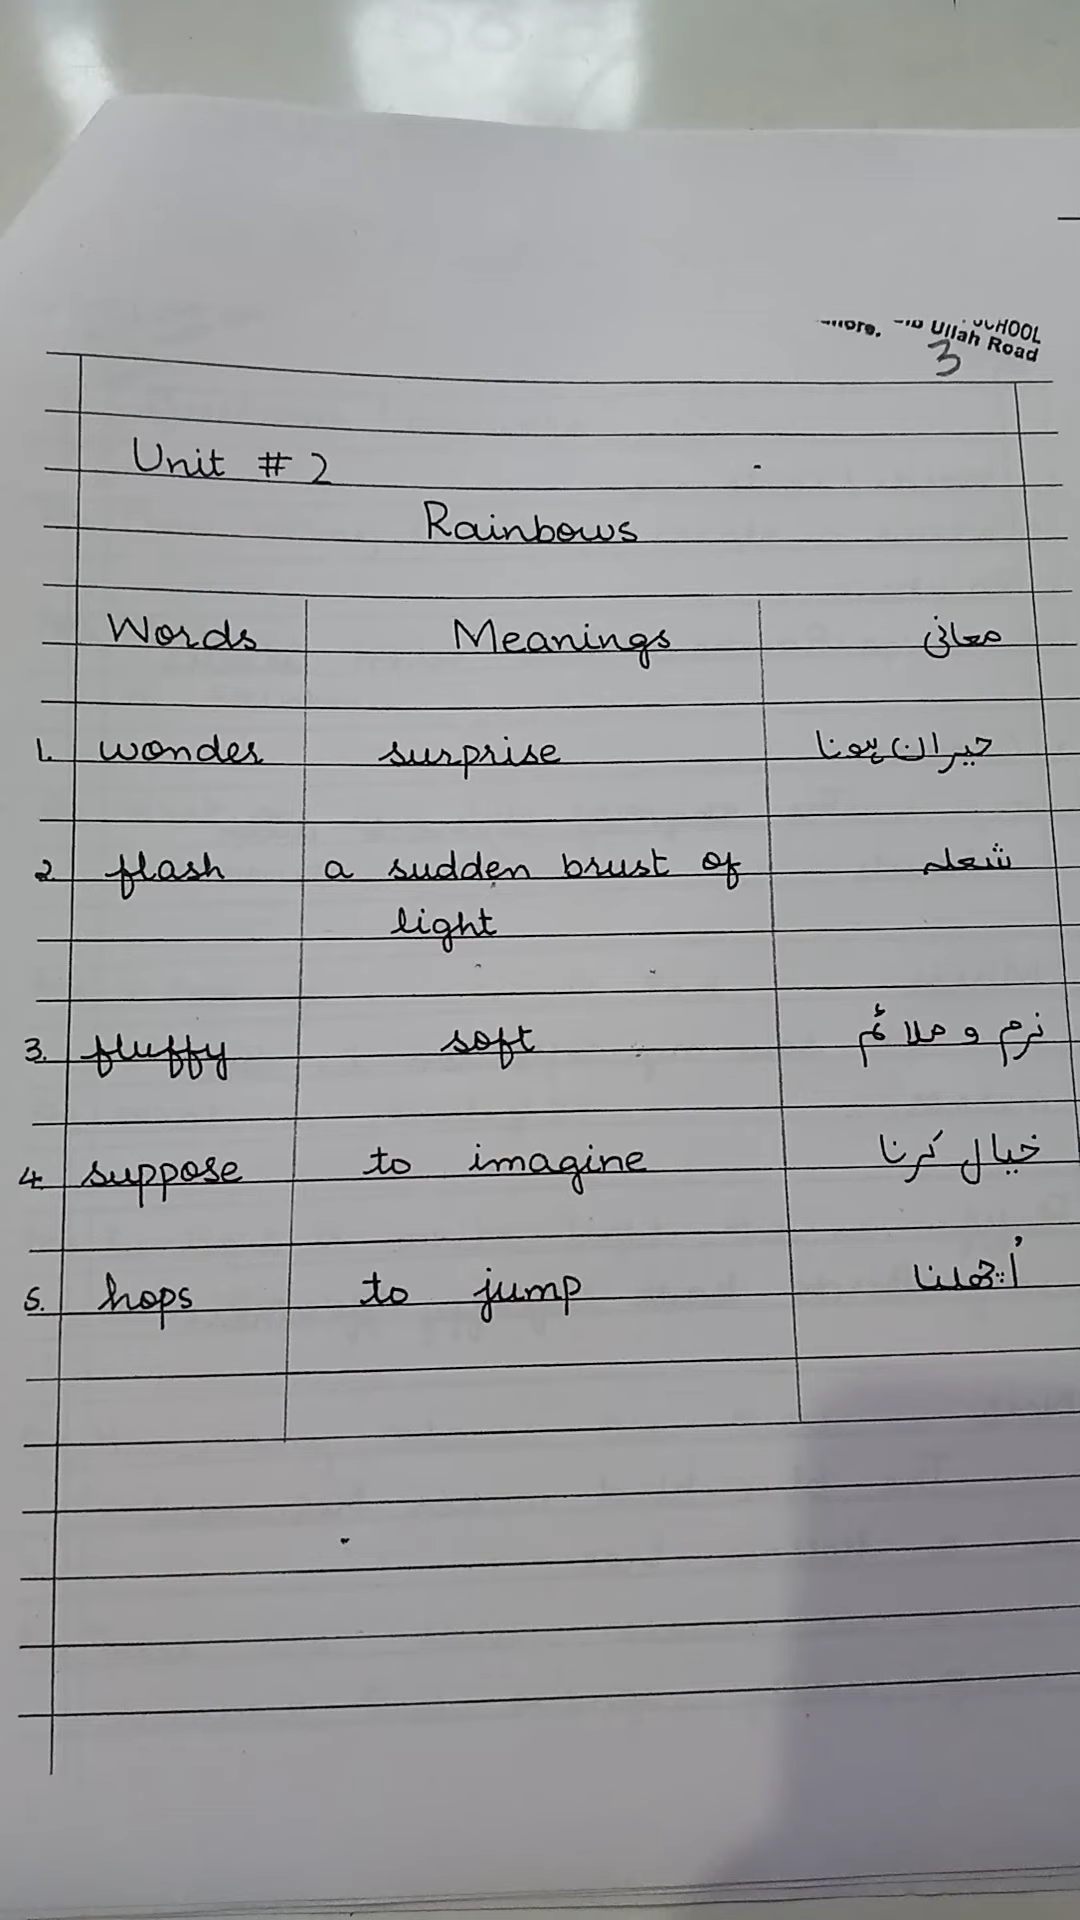 SCHOOL
Ullah Road
3
Unit # 2
Rainbows
Words Meanings معانی
1. wonder surprise حیران ہونا
2. flash a sudden brust of شعلہ
light
3. fluffy soft نرم و ملائم
4. suppose to imagine خیال کرنا
5. hops to jump اُچھلنا